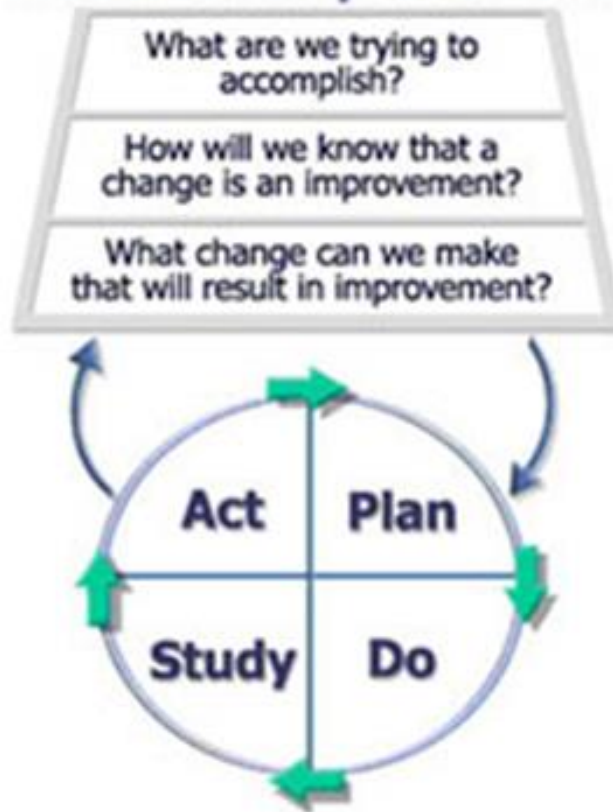 What are we trying to
accomplish?
How will we know that a
change is an improvement?
What change can we make
that will result in improvement?
Act
Plan
Study
Do